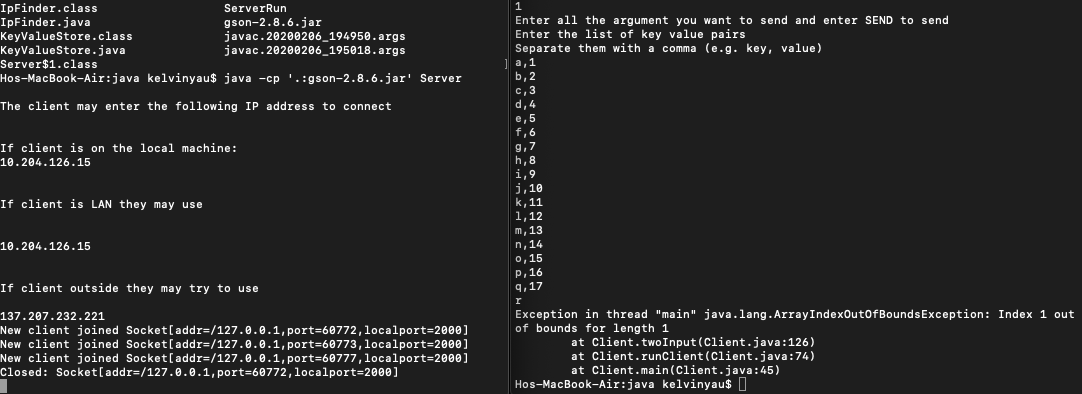 IpFinder.class ServerRun
IpFinder.java gson-2.8.6.jar
KeyValueStore.class javac.20200206_194950.args
KeyValueStore.java javac.20200206_195018.args
Server$1.class
Hos-MacBook-Air:java kelvinyau$ java -cp '.:gson-2.8.6.jar' Server
The client may enter the following IP address to connect
If client is on the local machine:
10.204.126.15
If client is LAN they may use
10.204.126.15
If client outside they may try to use
137.207.232.221
New client joined Socket[addr=/127.0.0.1,port=60772,localport=2000]
New client joined Socket[addr=/127.0.0.1,port=60773,localport=2000]
New client joined Socket[addr=/127.0.0.1,port=60777,localport=2000]
Closed: Socket[addr=/127.0.0.1,port=60772,localport=2000]
1
Enter all the argument you want to send and enter SEND to send
Enter the list of key value pairs
Separate them with a comma (e.g. key, value)
a,1
b,2
c,3
d,4
e,5
f,6
g,7
h,8
i,9
j,10
k,11
l,12
m,13
n,14
o,15
p,16
q,17
r
Exception in thread "main" java.lang.ArrayIndexOutOfBoundsException: Index 1 out
of bounds for length 1
at Client.twoInput(Client.java:126)
at Client.runClient(Client.java:74)
at Client.main(Client.java:45)
Hos-MacBook-Air:java kelvinyau$